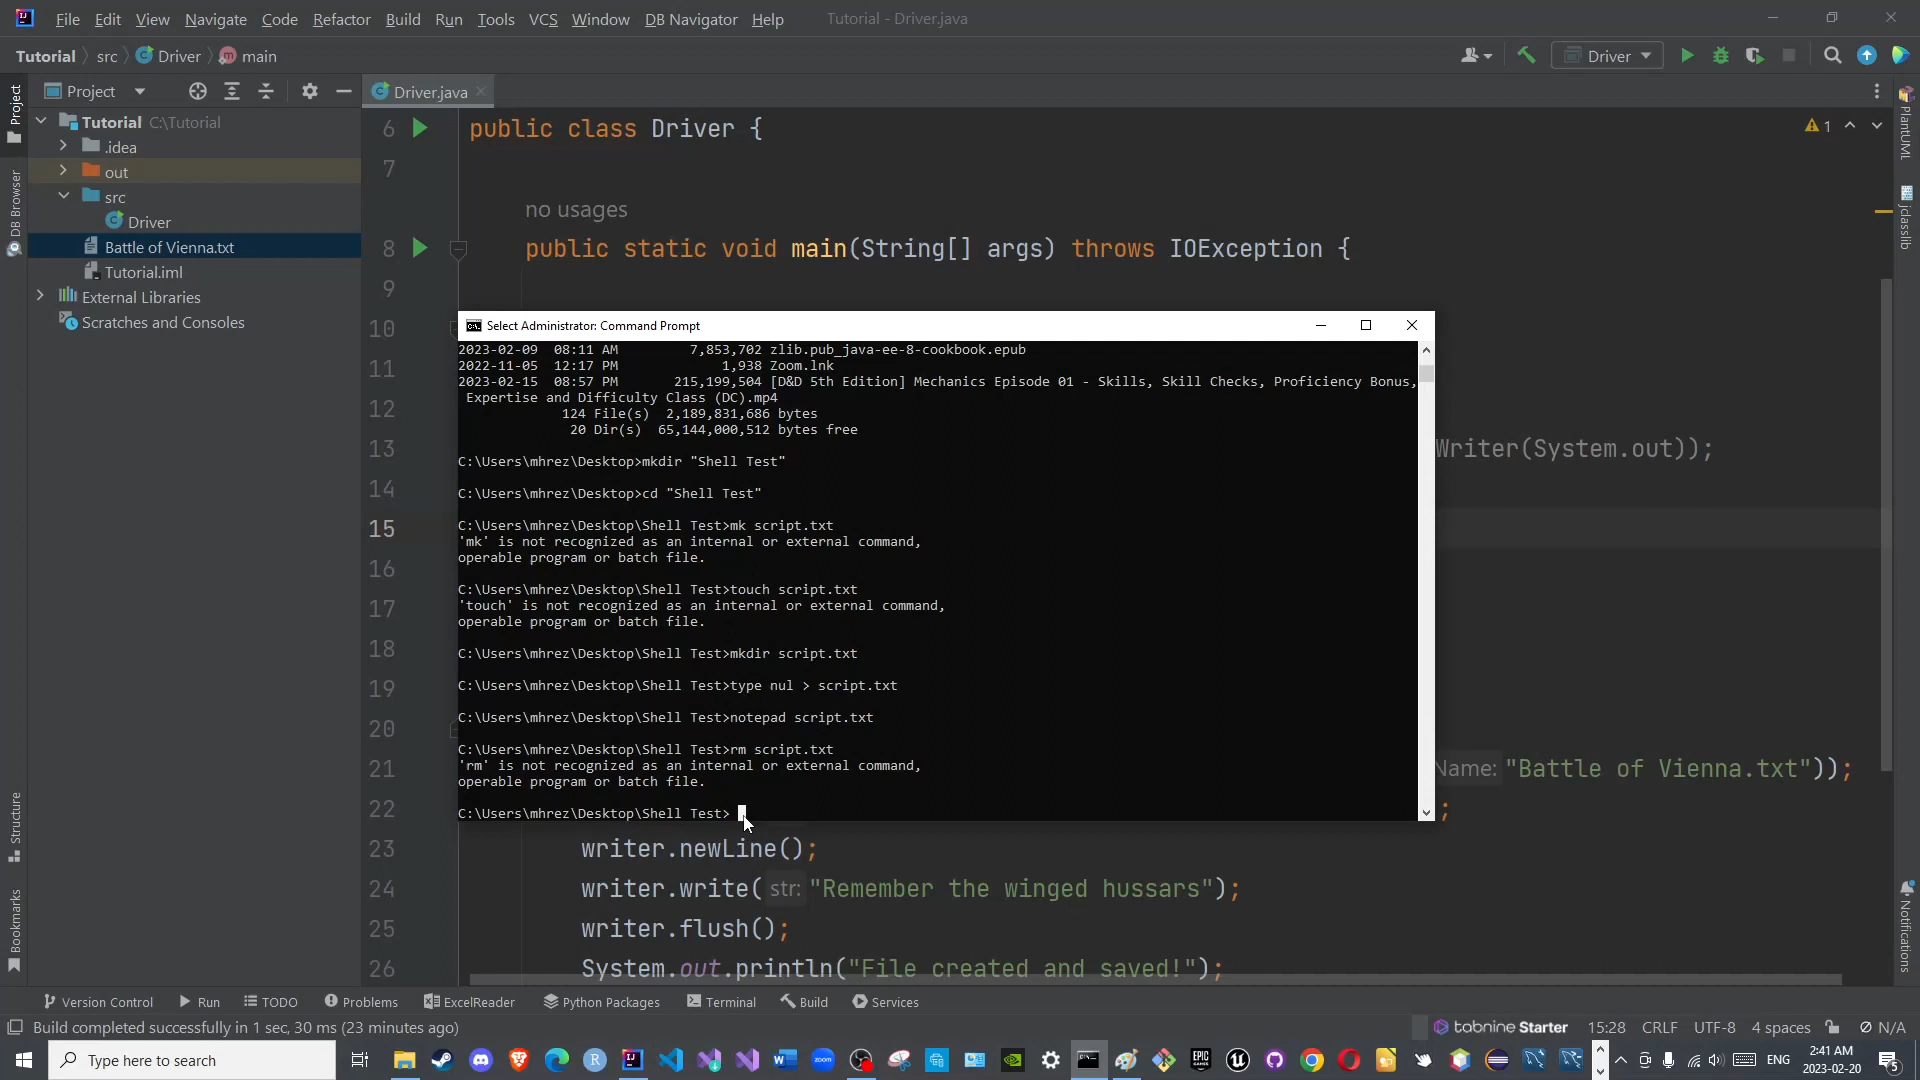 File Edit View Navigate Code Refactor Build Run Tools VCS Window DB Navigator Help Tutorial - Driver.java
Tutorial src Driver main
Driver
Project
Driver.java
Tutorial C:\Tutorial
.idea
out
src
Driver
Battle of Vienna.txt
Tutorial.iml
External Libraries
Scratches and Consoles
Project
DB Browser
Structure
Bookmarks
6 public class Driver {
1
7
no usages
8 public static void main(String[] args) throws IOException {
9
10
11
12
13 Writer(System.out));
14
15
16
17
18
19
20
21 Name: "Battle of Vienna.txt"));
22 ;
23 writer.newLine();
24 writer.write( str: "Remember the winged hussars");
25 writer.flush();
26 System.out.println("File created and saved!");
Select Administrator: Command Prompt
2023-02-09 08:11 AM 7,853,702 zlib.pub_java-ee-8-cookbook.epub
2022-11-05 12:17 PM 1,938 Zoom.lnk
2023-02-15 08:57 PM 215,199,504 [D&D 5th Edition] Mechanics Episode 01 - Skills, Skill Checks, Proficiency Bonus,
Expertise and Difficulty Class (DC).mp4
124 File(s) 2,189,831,686 bytes
20 Dir(s) 65,144,000,512 bytes free
C:\Users\mhrez\Desktop>mkdir "Shell Test"
C:\Users\mhrez\Desktop>cd "Shell Test"
C:\Users\mhrez\Desktop\Shell Test>mk script.txt
'mk' is not recognized as an internal or external command,
operable program or batch file.
C:\Users\mhrez\Desktop\Shell Test>touch script.txt
'touch' is not recognized as an internal or external command,
operable program or batch file.
C:\Users\mhrez\Desktop\Shell Test>mkdir script.txt
C:\Users\mhrez\Desktop\Shell Test>type nul > script.txt
C:\Users\mhrez\Desktop\Shell Test>notepad script.txt
C:\Users\mhrez\Desktop\Shell Test>rm script.txt
'rm' is not recognized as an internal or external command,
operable program or batch file.
C:\Users\mhrez\Desktop\Shell Test>
PlantUML
jclasslib
Notifications
Version Control Run TODO Problems ExcelReader Python Packages Terminal Build Services
Build completed successfully in 1 sec, 30 ms (23 minutes ago)
tabnine Starter 15:28 CRLF UTF-8 4 spaces N/A
Type here to search
zoom
EPIC GAMES
ENG
2:41 AM
2023-02-20
5